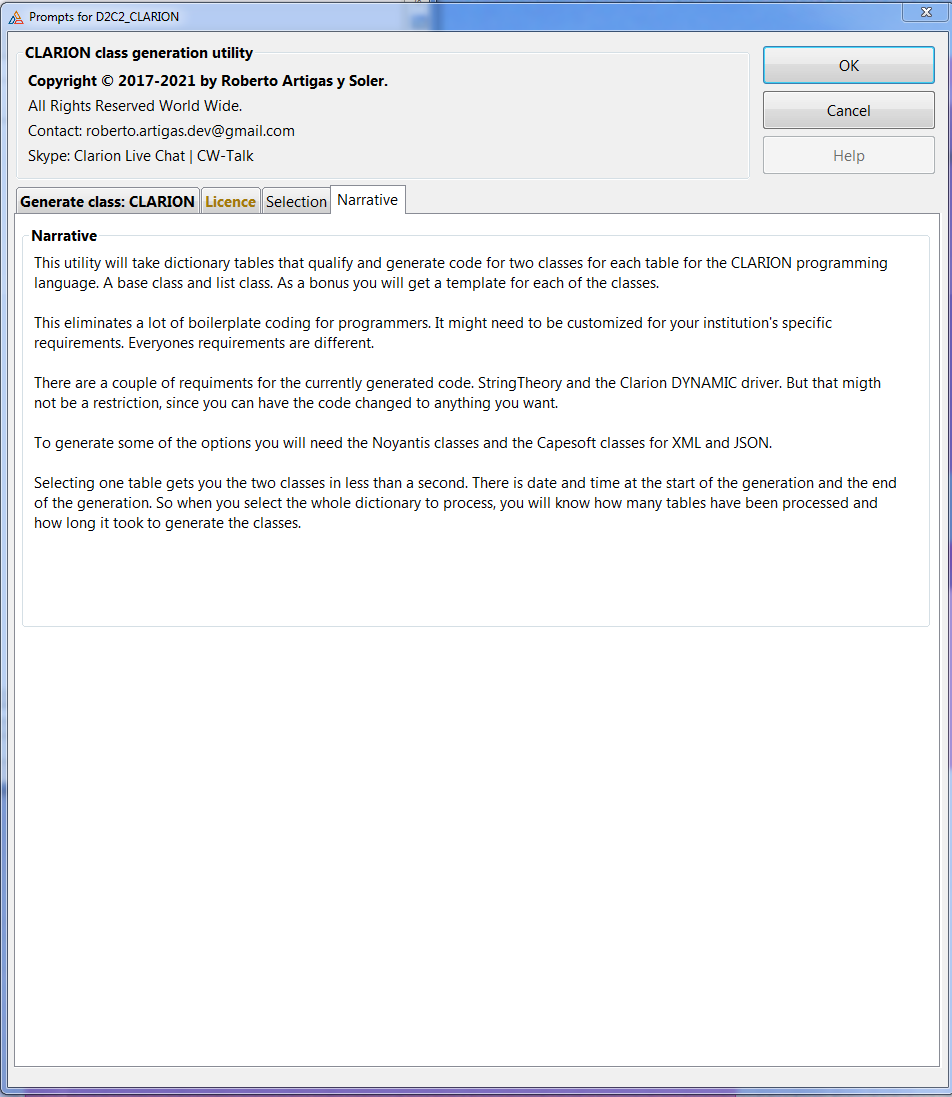 Prompts for D2C2_CLARION
CLARION class generation utility
Copyright © 2017-2021 by Roberto Artigas y Soler.
All Rights Reserved World Wide.
Contact: roberto.artigas.dev@gmail.com
Skype: Clarion Live Chat | CW-Talk
OK
Cancel
Help
Generate class: CLARION
Licence
Selection
Narrative
Narrative
This utility will take dictionary tables that qualify and generate code for two classes for each table for the CLARION programming
language. A base class and list class. As a bonus you will get a template for each of the classes.
This eliminates a lot of boilerplate coding for programmers. It might need to be customized for your institution's specific
requirements. Everyones requirements are different.
There are a couple of requiments for the currently generated code. StringTheory and the Clarion DYNAMIC driver. But that migth
not be a restriction, since you can have the code changed to anything you want.
To generate some of the options you will need the Noyantis classes and the Capesoft classes for XML and JSON.
Selecting one table gets you the two classes in less than a second. There is date and time at the start of the generation and the end
of the generation. So when you select the whole dictionary to process, you will know how many tables have been processed and
how long it took to generate the classes.